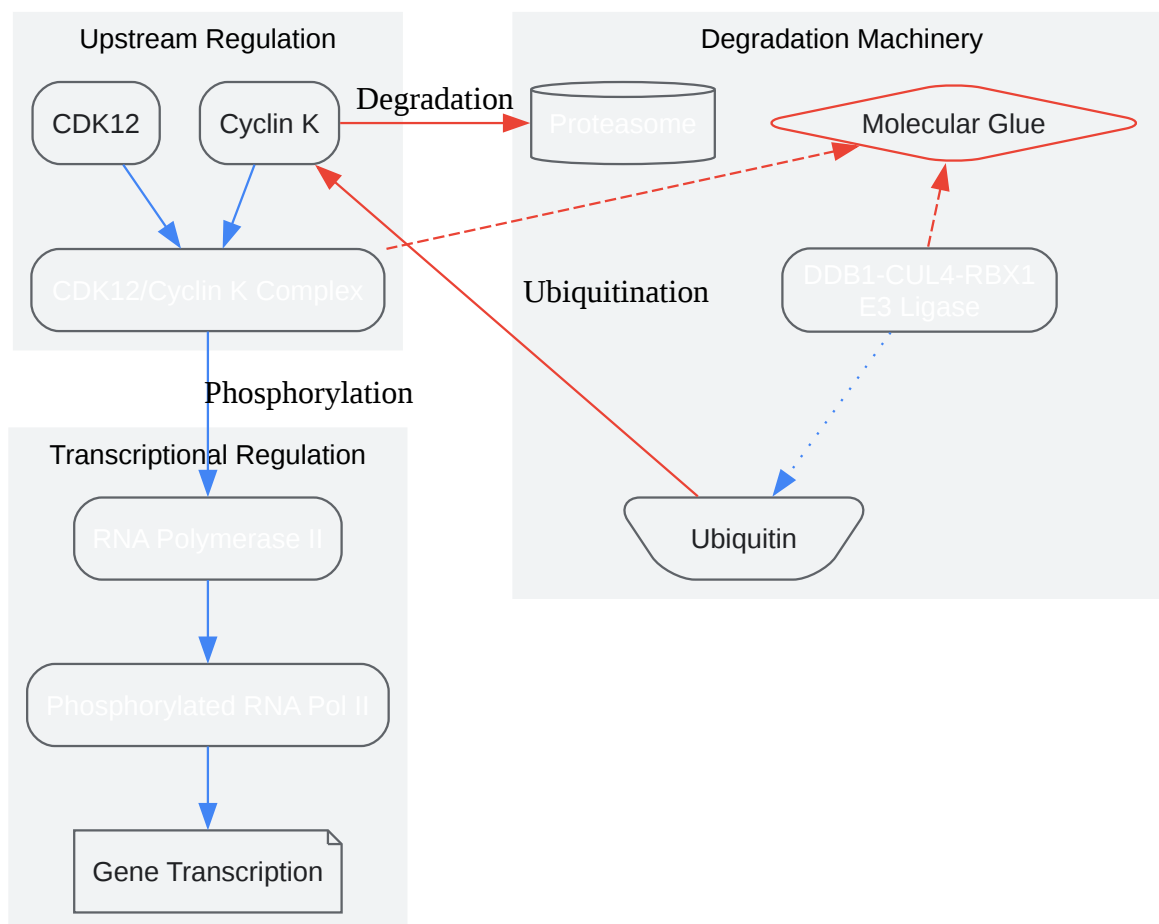 Upstream Regulation
Degradation Machinery
CDK12
Cyclin K
Degradation
Proteasome
Molecular Glue
CDK12/Cyclin K Complex
Ubiquitination
DDB1-CUL4-RBX1
E3 Ligase
Phosphorylation
Transcriptional Regulation
RNA Polymerase II
Ubiquitin
Phosphorylated RNA Pol II
Gene Transcription